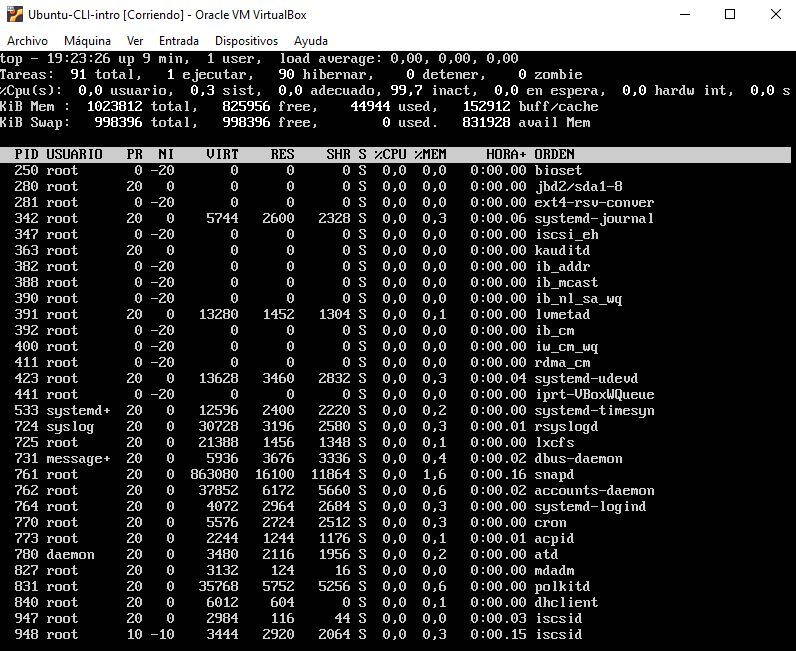 Ubuntu-CLI-intro [Corriendo] - Oracle VM VirtualBox
Archivo Máquina Ver Entrada Dispositivos Ayuda
top - 19:23:26 up 9 min, 1 user, load average: 0,00, 0,00, 0,00
Tareas: 91 total, 1 ejecutar, 90 hibernar, 0 detener, 0 zombie
%Cpu(s): 0,0 usuario, 0,3 sist, 0,0 adecuado, 99,7 inact, 0,0 en espera, 0,0 hardw int, 0,0 s
KiB Mem : 1023812 total, 825956 free, 44944 used, 152912 buff/cache
KiB Swap: 998396 total, 998396 free, 0 used. 831928 avail Mem
PID USUARIO PR NI VIRT RES SHR S %CPU %MEM HORA+ ORDEN
250 root 0 -20 0 0 0 S 0,0 0,0 0:00.00 bioset
280 root 20 0 0 0 0 S 0,0 0,0 0:00.00 jbd2/sda1-8
281 root 0 -20 0 0 0 S 0,0 0,0 0:00.00 ext4-rsv-conver
342 root 20 0 5744 2600 2328 S 0,0 0,3 0:00.06 systemd-journal
347 root 0 -20 0 0 0 S 0,0 0,0 0:00.00 iscsi_eh
363 root 20 0 0 0 0 S 0,0 0,0 0:00.00 kauditd
382 root 0 -20 0 0 0 S 0,0 0,0 0:00.00 ib_addr
388 root 0 -20 0 0 0 S 0,0 0,0 0:00.00 ib_mcast
390 root 0 -20 0 0 0 S 0,0 0,0 0:00.00 ib_nl_sa_wq
391 root 20 0 13280 1452 1304 S 0,0 0,1 0:00.00 lvmetad
392 root 0 -20 0 0 0 S 0,0 0,0 0:00.00 ib_cm
400 root 0 -20 0 0 0 S 0,0 0,0 0:00.00 iw_cm_wq
411 root 0 -20 0 0 0 S 0,0 0,0 0:00.00 rdma_cm
423 root 20 0 13628 3460 2832 S 0,0 0,3 0:00.04 systemd-udevd
441 root 0 -20 0 0 0 S 0,0 0,0 0:00.00 iprt-VBoxWQueue
533 systemd+ 20 0 12596 2400 2220 S 0,0 0,2 0:00.00 systemd-timesyn
724 syslog 20 0 30728 3196 2580 S 0,0 0,3 0:00.01 rsyslogd
725 root 20 0 21388 1456 1348 S 0,0 0,1 0:00.00 lxcfs
731 message+ 20 0 5936 3676 3336 S 0,0 0,4 0:00.02 dbus-daemon
761 root 20 0 863080 16100 11864 S 0,0 1,6 0:00.16 snapd
762 root 20 0 37852 6172 5660 S 0,0 0,6 0:00.02 accounts-daemon
764 root 20 0 4072 2964 2684 S 0,0 0,3 0:00.00 systemd-logind
770 root 20 0 5576 2724 2512 S 0,0 0,3 0:00.00 cron
773 root 20 0 2244 1244 1176 S 0,0 0,1 0:00.01 acpid
780 daemon 20 0 3480 2116 1956 S 0,0 0,2 0:00.00 atd
827 root 20 0 3132 124 16 S 0,0 0,0 0:00.00 mdadm
831 root 20 0 35768 5752 5256 S 0,0 0,6 0:00.00 polkitd
840 root 20 0 6012 604 0 S 0,0 0,1 0:00.00 dhclient
947 root 20 0 2984 116 44 S 0,0 0,0 0:00.03 iscsid
948 root 10 -10 3444 2920 2064 S 0,0 0,3 0:00.15 iscsid